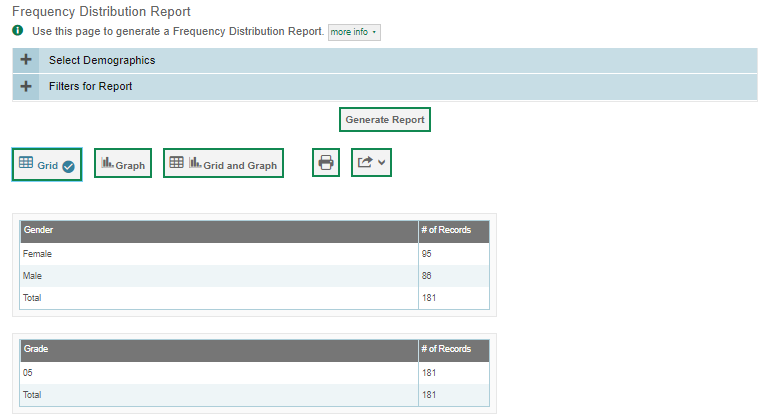 Frequency Distribution Report
Use this page to generate a Frequency Distribution Report. more info
Select Demographics
Filters for Report
Generate Report
Grid Graph Grid and Graph
Gender # of Records
Female 95
Male 86
Total 181
Grade # of Records
05 181
Total 181